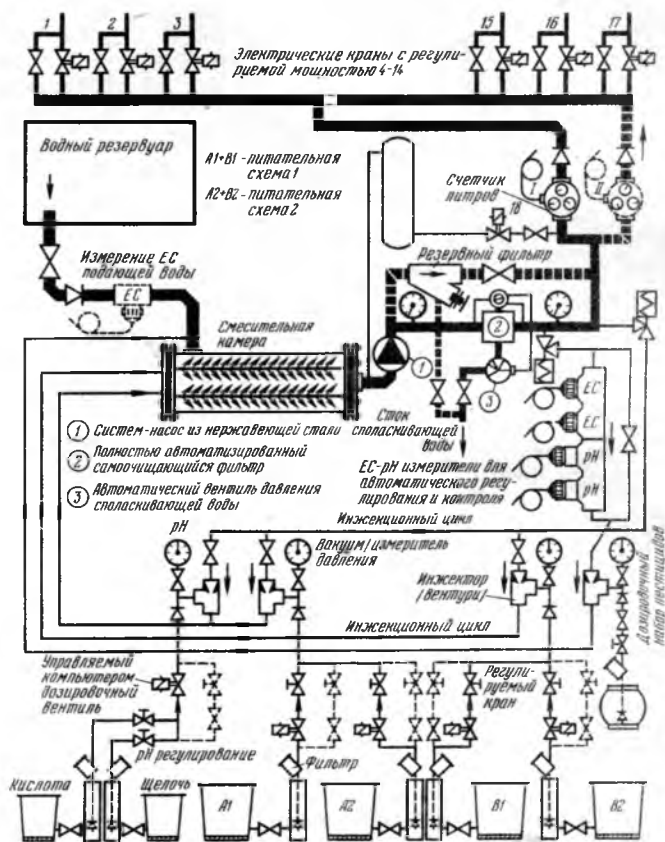 1
2
3
15
16
17
Электрические краны с регули-
руемой мощностью 4-14
Водный резервуар
A1+B1-питательная
схема 1
A2+B2-питательная
схема 2
Счетчик
литров
I
II
18
Резервный фильтр
Измерение ЕС
подающей воды
EC
Смесительная
камера
1
2
3
1 Систем-насос из нержавеющей стали
2 Полностью автоматизированный
самоочищающийся фильтр
3 Автоматический вентиль давления
споласкивающей воды
Сток
споласкивающей
воды
EC-pH измерители для
автоматического регу-
лирования и контроля
EC
EC
pH
pH
Инженционный цикл
pH
Вакуум/измеритель
давления
Инжектор
/вентури/
Дозировочный
набор пестицидов
Инженционный цикл
Управляемый
компьютером
дозировочный
вентиль
Регули-
руемый
кран
pH регулирование
Фильтр
Кислота
Щелочь
A1
A2
B1
B2